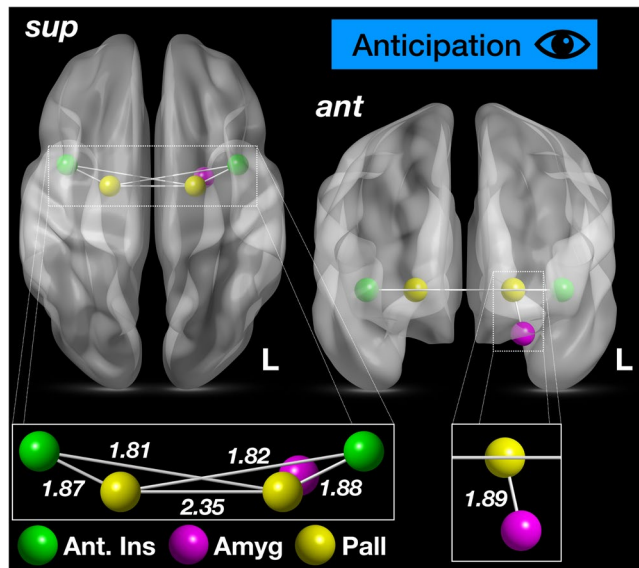 sup
Anticipation
ant
L
L
1.81
1.82
1.87
1.88
2.35
1.89
Ant. Ins
Amyg
Pall